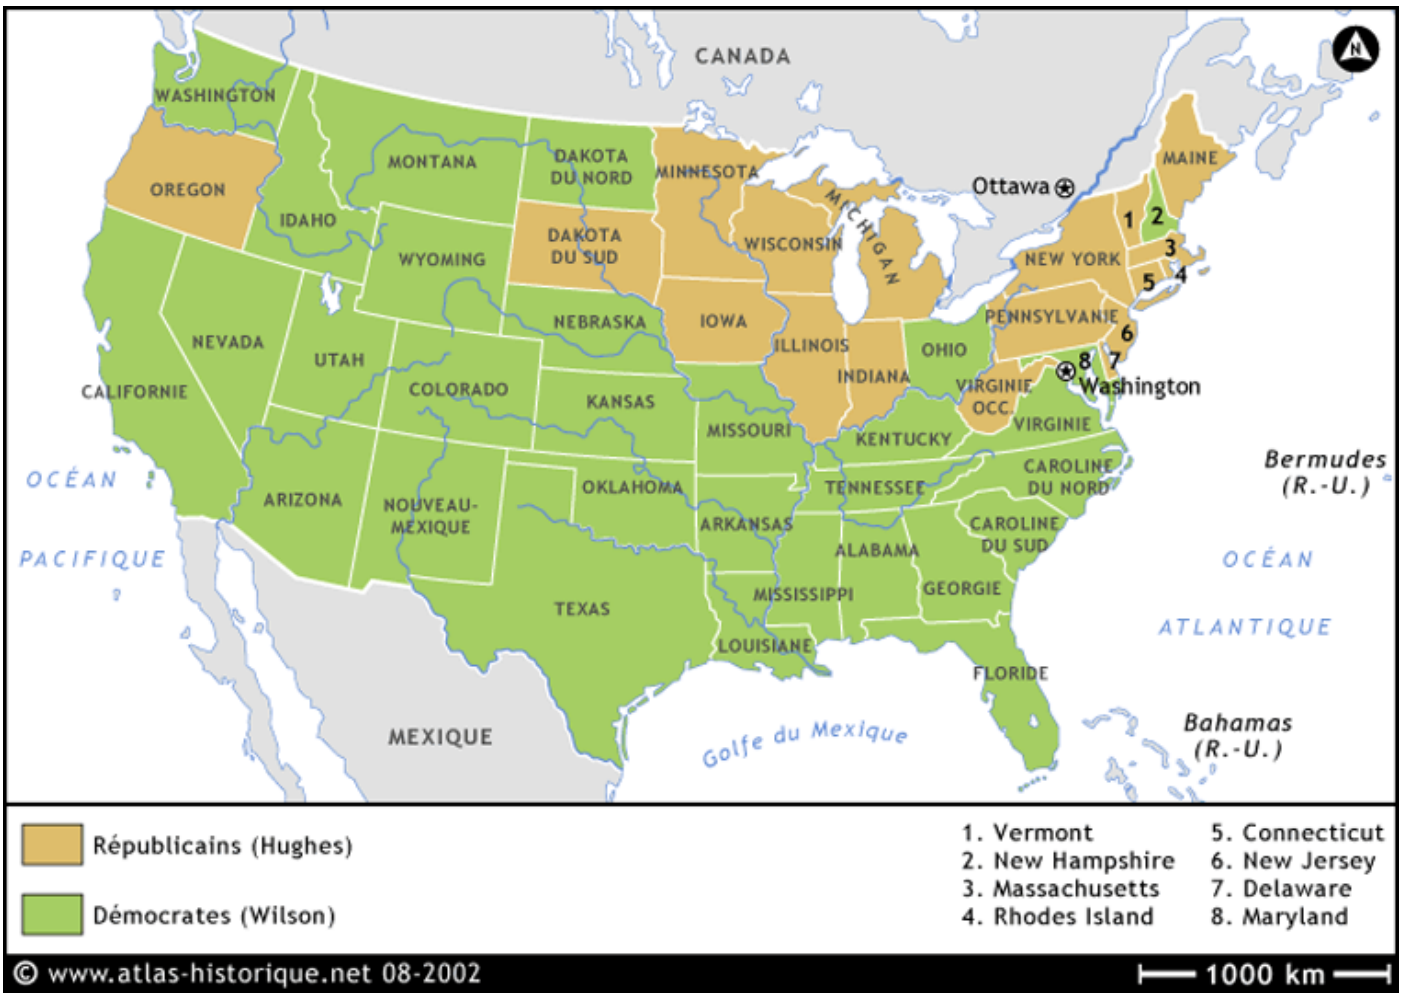 CANADA
N
WASHINGTON
MONTANA
DAKOTA
DU NORD
MINNESOTA
MAINE
OREGON
IDAHO
Ottawa
MICHIGAN
1
2
DAKOTA
DU SUD
WISCONSIN
NEW YORK
3
WYOMING
4
5
NEBRASKA
IOWA
PENNSYLVANIE
6
NEVADA
UTAH
ILLINOIS
OHIO
8
7
CALIFORNIE
COLORADO
KANSAS
INDIANA
VIRGINIE
OCC.
Washington
MISSOURI
KENTUCKY
VIRGINIE
OCÉAN
Bermudes
(R.-U.)
ARIZONA
NOUVEAU-
MEXIQUE
OKLAHOMA
TENNESSEE
CAROLINE
DU NORD
ARKANSAS
CAROLINE
DU SUD
PACIFIQUE
ALABAMA
OCÉAN
MISSISSIPPI
GEORGIE
TEXAS
ATLANTIQUE
LOUISIANE
FLORIDE
MEXIQUE
Golfe du Mexique
Bahamas
(R.-U.)
Républicains (Hughes)
Démocrates (Wilson)
1. Vermont
2. New Hampshire
3. Massachusetts
4. Rhodes Island
5. Connecticut
6. New Jersey
7. Delaware
8. Maryland
© www.atlas-historique.net 08-2002
1000 km